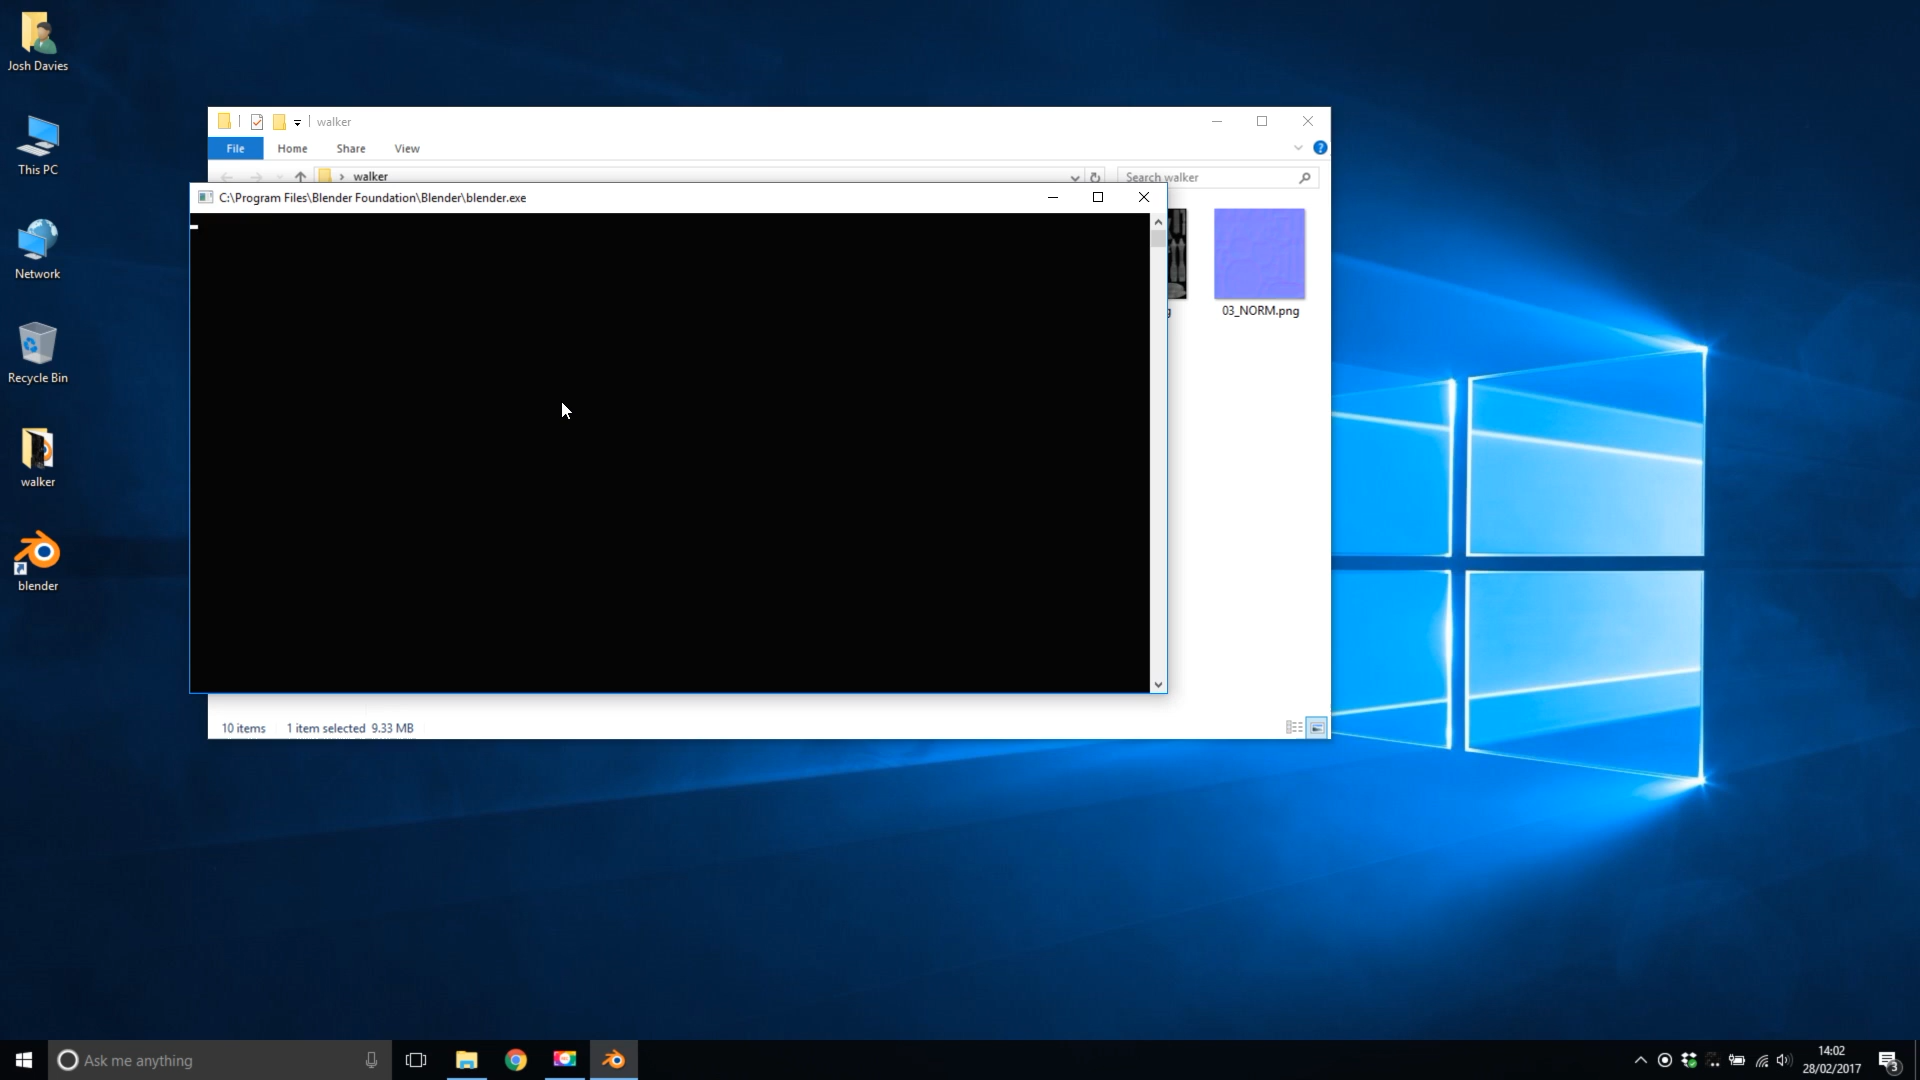 Josh Davies
This PC
Network
Recycle Bin
walker
blender
walker
File Home Share View
walker
Search walker
C:\Program Files\Blender Foundation\Blender\blender.exe
03_NORM.png
10 items 1 item selected 9.33 MB
Ask me anything
14:02
28/02/2017
3